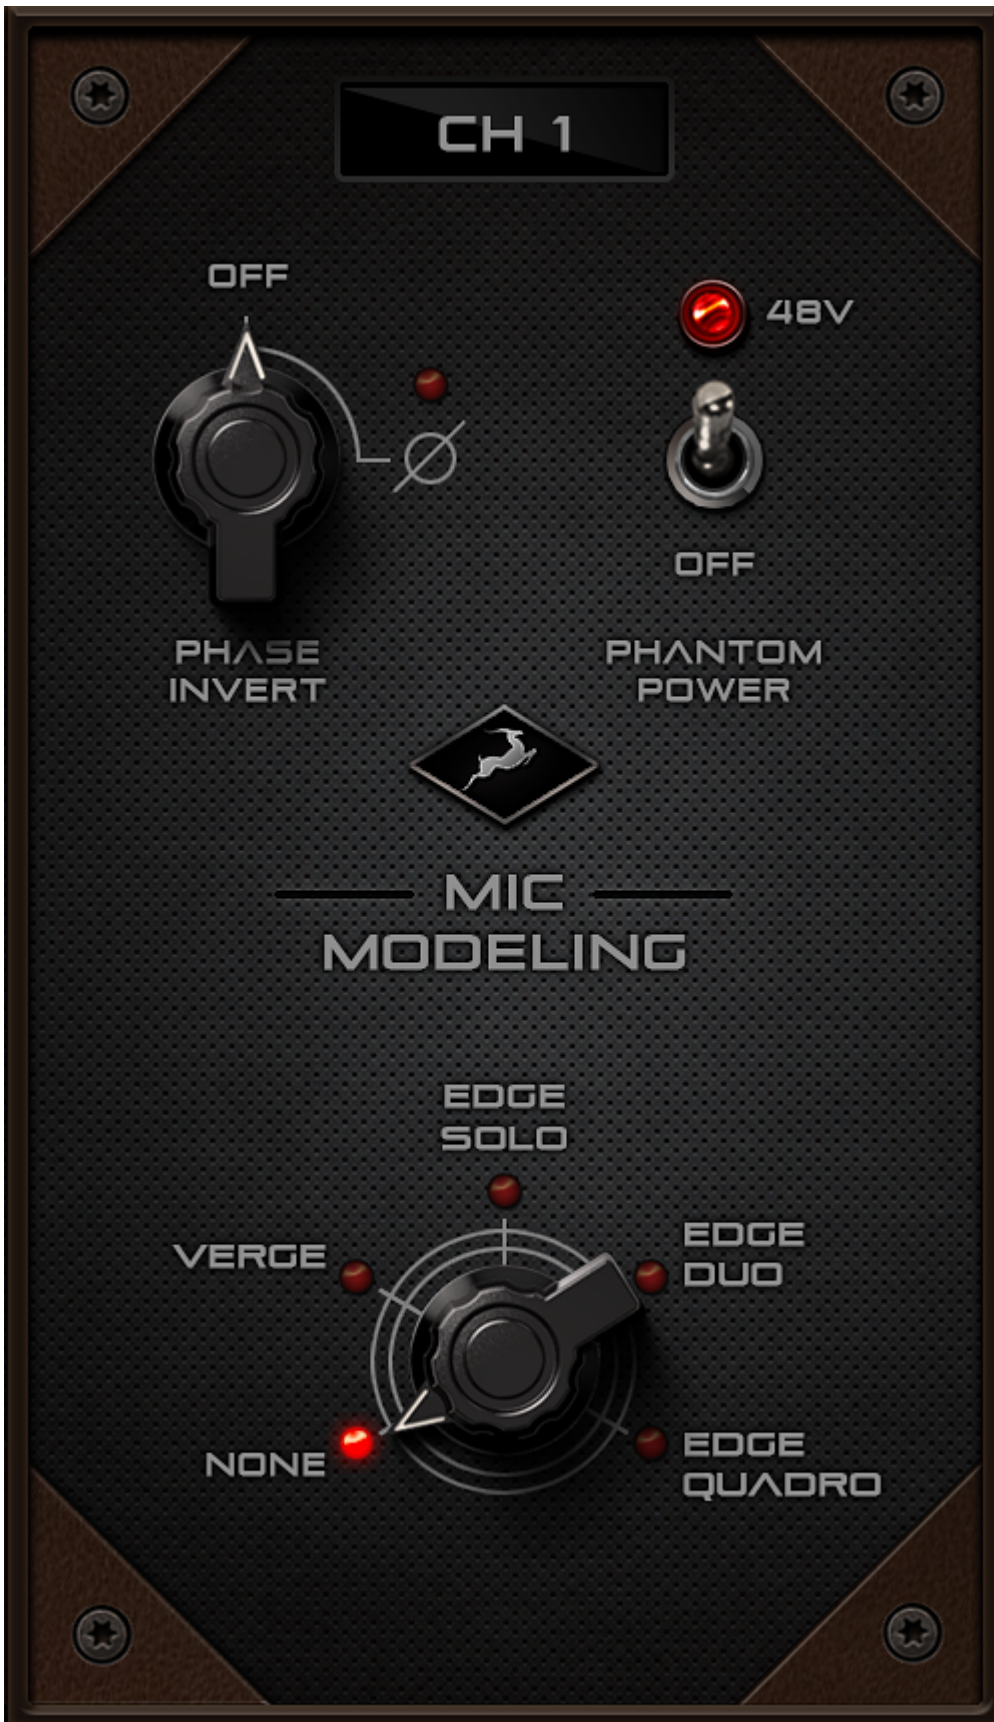 CH 1
OFF
48V
Ø
OFF
PHASE
INVERT
PHANTOM
POWER
MIC
MODELING
EDGE
SOLO
VERGE
EDGE
DUO
NONE
EDGE
QUADRO